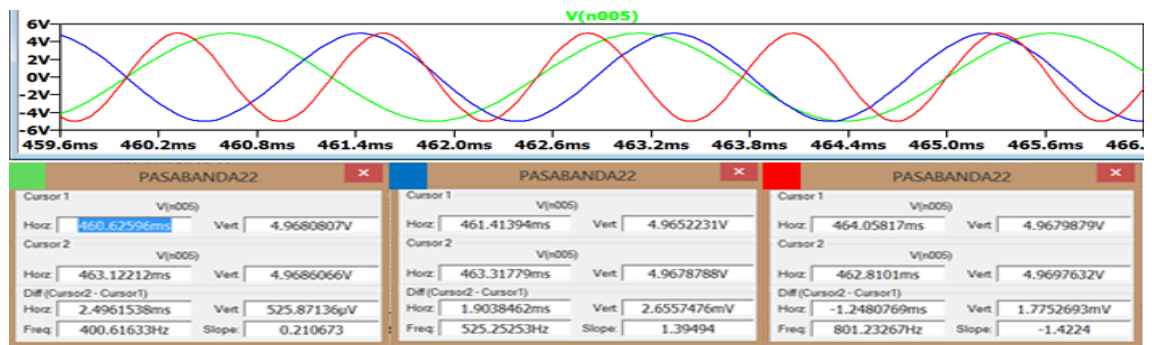 V(n005)
6V
4V
2V
0V
-2V
-4V
-6V
459.6ms 460.2ms 460.8ms 461.4ms 462.0ms 462.6ms 463.2ms 463.8ms 464.4ms 465.0ms 465.6ms 466.
PASABANDA22
Cursor 1
V(n005)
Horz: 460.62596ms Vert: 4.9680807V
Cursor 2
V(n005)
Horz: 463.12212ms Vert: 4.9686066V
Diff (Cursor2 - Cursor1)
Horz: 2.4961538ms Vert: 525.87136µV
Freq: 400.61633Hz Slope: 0.210673
PASABANDA22
Cursor 1
V(n005)
Horz: 461.41394ms Vert: 4.9652231V
Cursor 2
V(n005)
Horz: 463.31779ms Vert: 4.9678788V
Diff (Cursor2 - Cursor1)
Horz: 1.9038462ms Vert: 2.6557476mV
Freq: 525.25253Hz Slope: 1.39494
PASABANDA22
Cursor 1
V(n005)
Horz: 464.05817ms Vert: 4.9679879V
Cursor 2
V(n005)
Horz: 462.8101ms Vert: 4.9697632V
Diff (Cursor2 - Cursor1)
Horz: -1.2480769ms Vert: 1.7752693mV
Freq: 801.23267Hz Slope: -1.4224